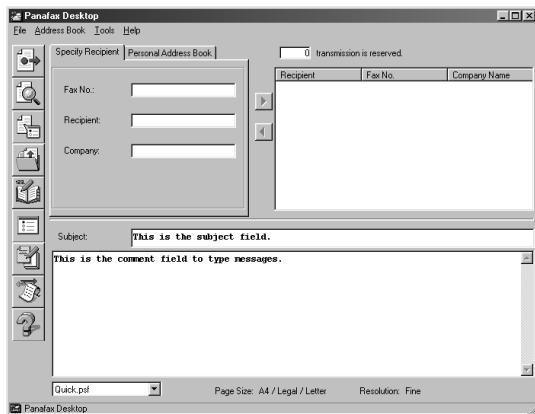 Panafax Desktop
File Address Book Tools Help
Specify Recipient Personal Address Book
0 transmission is reserved.
Recipient Fax No. Company Name
Fax No.:
Recipient:
Company:
Subject: This is the subject field.
This is the comment field to type messages.
Quick.psf Page Size: A4 / Legal / Letter Resolution: Fine
Panafax Desktop